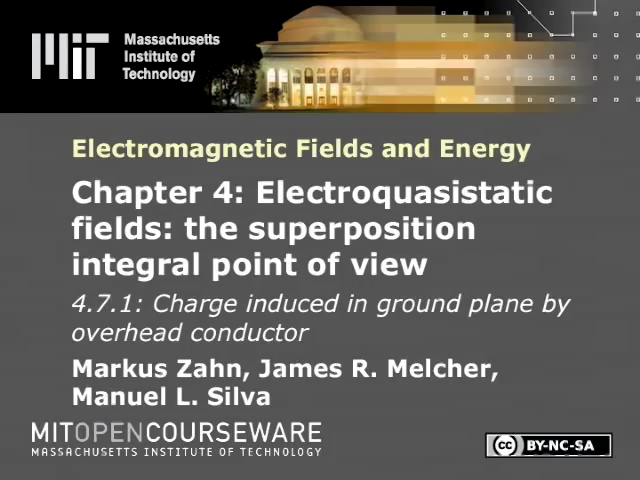 MIT
Massachusetts
Institute of
Technology
Electromagnetic Fields and Energy
Chapter 4: Electroquasistatic
fields: the superposition
integral point of view
4.7.1: Charge induced in ground plane by
overhead conductor
Markus Zahn, James R. Melcher,
Manuel L. Silva
MITOPENCOURSEWARE
MASSACHUSETTS INSTITUTE OF TECHNOLOGY
cc BY-NC-SA